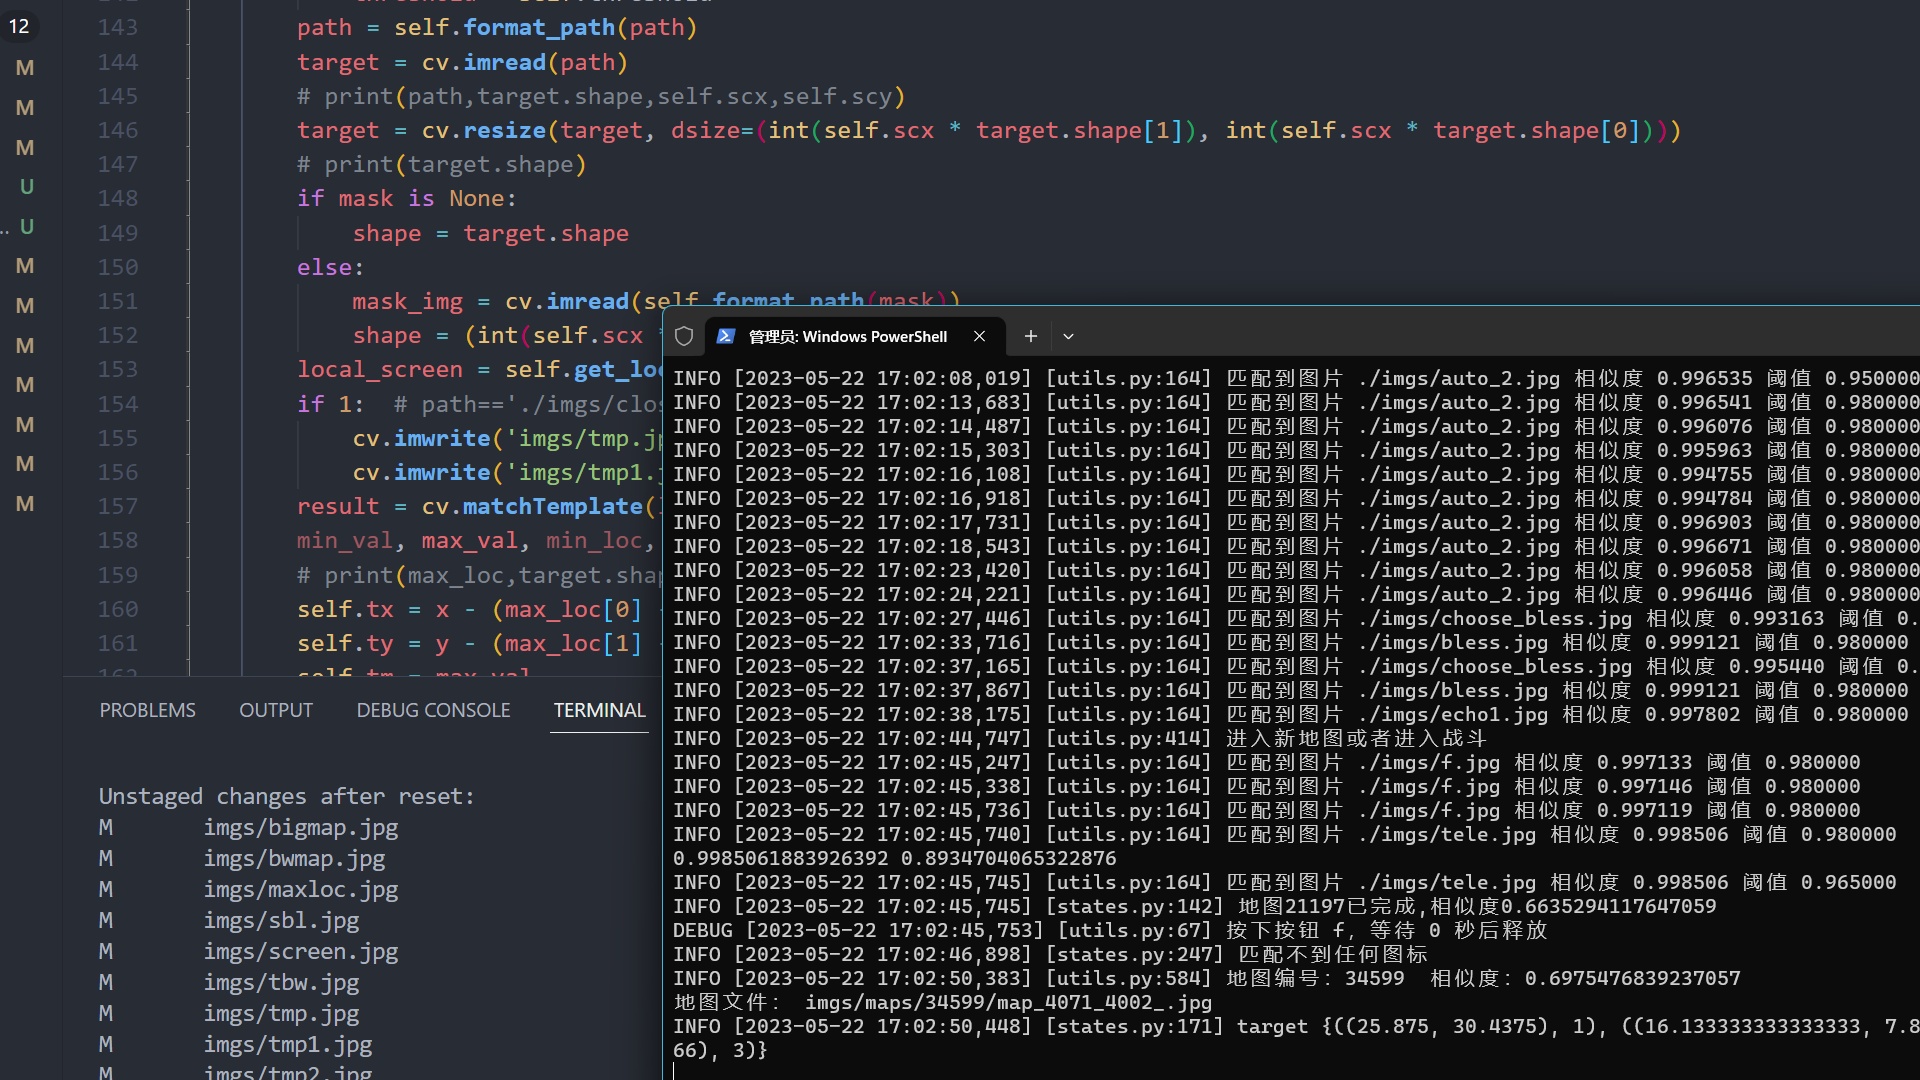 12
M
M
M
U
.. U
M
M
M
M
M
M
M
143 path = self.format_path(path)
144 target = cv.imread(path)
145 # print(path,target.shape,self.scx,self.scy)
146 target = cv.resize(target, dsize=(int(self.scx * target.shape[1]), int(self.scx * target.shape[0])))
147 # print(target.shape)
148 if mask is None:
149 shape = target.shape
150 else:
151 mask_img = cv.imread(self.format_path(mask))
152 shape = (int(self.scx
153 local_screen = self.get_lo
154 if 1: # path=='./imgs/clos
155 cv.imwrite('imgs/tmp.j
156 cv.imwrite('imgs/tmp1.
157 result = cv.matchTemplate(
158 min_val, max_val, min_loc,
159 # print(max_loc,target.sha
160 self.tx = x - (max_loc[0]
161 self.ty = y - (max_loc[1]
162 self.tm = max_val
PROBLEMS OUTPUT DEBUG CONSOLE TERMINAL
Unstaged changes after reset:
M imgs/bigmap.jpg
M imgs/bwmap.jpg
M imgs/maxloc.jpg
M imgs/sbl.jpg
M imgs/screen.jpg
M imgs/tbw.jpg
M imgs/tmp.jpg
M imgs/tmp1.jpg
M imgs/tmp2.jpg
管理员: Windows PowerShell
INFO [2023-05-22 17:02:08,019] [utils.py:164] 匹配到图片 ./imgs/auto_2.jpg 相似度 0.996535 阈值 0.950000
INFO [2023-05-22 17:02:13,683] [utils.py:164] 匹配到图片 ./imgs/auto_2.jpg 相似度 0.996541 阈值 0.980000
INFO [2023-05-22 17:02:14,487] [utils.py:164] 匹配到图片 ./imgs/auto_2.jpg 相似度 0.996076 阈值 0.980000
INFO [2023-05-22 17:02:15,303] [utils.py:164] 匹配到图片 ./imgs/auto_2.jpg 相似度 0.995963 阈值 0.980000
INFO [2023-05-22 17:02:16,108] [utils.py:164] 匹配到图片 ./imgs/auto_2.jpg 相似度 0.994755 阈值 0.980000
INFO [2023-05-22 17:02:16,918] [utils.py:164] 匹配到图片 ./imgs/auto_2.jpg 相似度 0.994784 阈值 0.980000
INFO [2023-05-22 17:02:17,731] [utils.py:164] 匹配到图片 ./imgs/auto_2.jpg 相似度 0.996903 阈值 0.980000
INFO [2023-05-22 17:02:18,543] [utils.py:164] 匹配到图片 ./imgs/auto_2.jpg 相似度 0.996671 阈值 0.980000
INFO [2023-05-22 17:02:23,420] [utils.py:164] 匹配到图片 ./imgs/auto_2.jpg 相似度 0.996058 阈值 0.980000
INFO [2023-05-22 17:02:24,221] [utils.py:164] 匹配到图片 ./imgs/auto_2.jpg 相似度 0.996446 阈值 0.980000
INFO [2023-05-22 17:02:27,446] [utils.py:164] 匹配到图片 ./imgs/choose_bless.jpg 相似度 0.993163 阈值 0.
INFO [2023-05-22 17:02:33,716] [utils.py:164] 匹配到图片 ./imgs/bless.jpg 相似度 0.999121 阈值 0.980000
INFO [2023-05-22 17:02:37,165] [utils.py:164] 匹配到图片 ./imgs/choose_bless.jpg 相似度 0.995440 阈值 0.
INFO [2023-05-22 17:02:37,867] [utils.py:164] 匹配到图片 ./imgs/bless.jpg 相似度 0.999121 阈值 0.980000
INFO [2023-05-22 17:02:38,175] [utils.py:164] 匹配到图片 ./imgs/echo1.jpg 相似度 0.997802 阈值 0.980000
INFO [2023-05-22 17:02:44,747] [utils.py:414] 进入新地图或者进入战斗
INFO [2023-05-22 17:02:45,247] [utils.py:164] 匹配到图片 ./imgs/f.jpg 相似度 0.997133 阈值 0.980000
INFO [2023-05-22 17:02:45,338] [utils.py:164] 匹配到图片 ./imgs/f.jpg 相似度 0.997146 阈值 0.980000
INFO [2023-05-22 17:02:45,736] [utils.py:164] 匹配到图片 ./imgs/f.jpg 相似度 0.997119 阈值 0.980000
INFO [2023-05-22 17:02:45,740] [utils.py:164] 匹配到图片 ./imgs/tele.jpg 相似度 0.998506 阈值 0.980000
0.9985061883926392 0.8934704065322876
INFO [2023-05-22 17:02:45,745] [utils.py:164] 匹配到图片 ./imgs/tele.jpg 相似度 0.998506 阈值 0.965000
INFO [2023-05-22 17:02:45,745] [states.py:142] 地图21197已完成,相似度0.6635294117647059
DEBUG [2023-05-22 17:02:45,753] [utils.py:67] 按下按钮 f, 等待 0 秒后释放
INFO [2023-05-22 17:02:46,898] [states.py:247] 匹配不到任何图标
INFO [2023-05-22 17:02:50,383] [utils.py:584] 地图编号: 34599 相似度: 0.6975476839237057
地图文件: imgs/maps/34599/map_4071_4002_.jpg
INFO [2023-05-22 17:02:50,448] [states.py:171] target {((25.875, 30.4375), 1), ((16.133333333333333, 7.8
66), 3)}